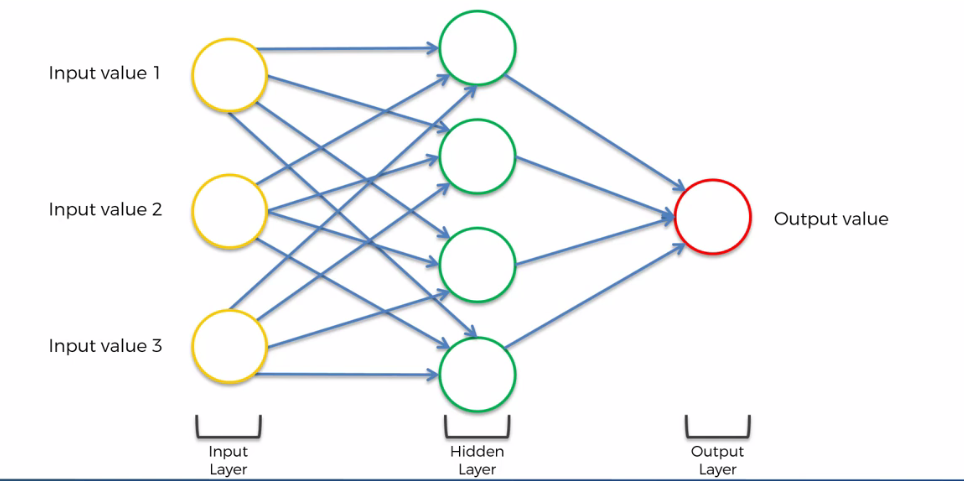 Input value 1
Input value 2
Output value
Input value 3
Input
Layer
Hidden
Layer
Output
Layer